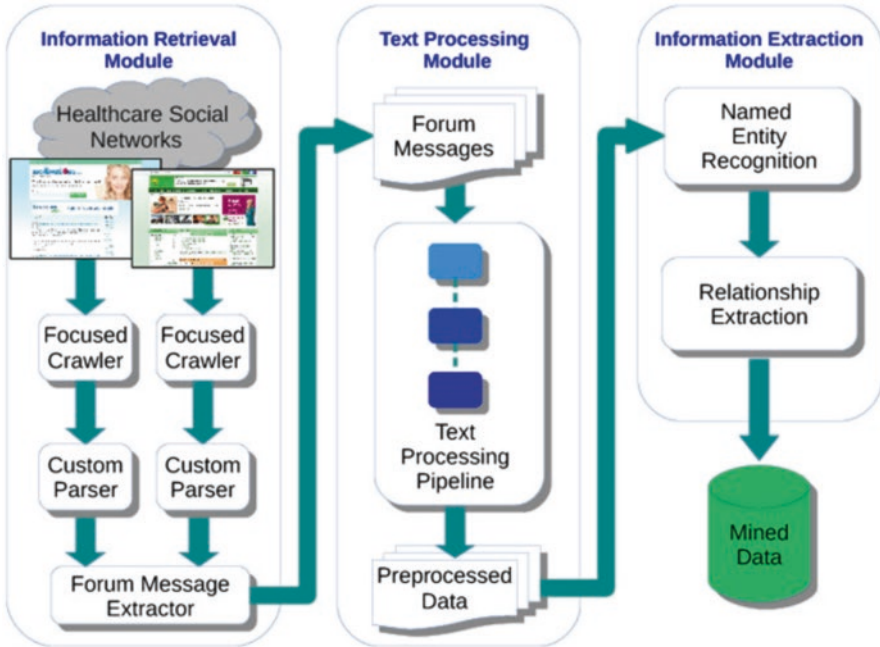 Information Retrieval
Module
Healthcare Social
Networks
Focused
Crawler
Focused
Crawler
Custom
Parser
Custom
Parser
Forum Message
Extractor
Text Processing
Module
Forum
Messages
Text
Processing
Pipeline
Preprocessed
Data
Information Extraction
Module
Named
Entity
Recognition
Relationship
Extraction
Mined
Data